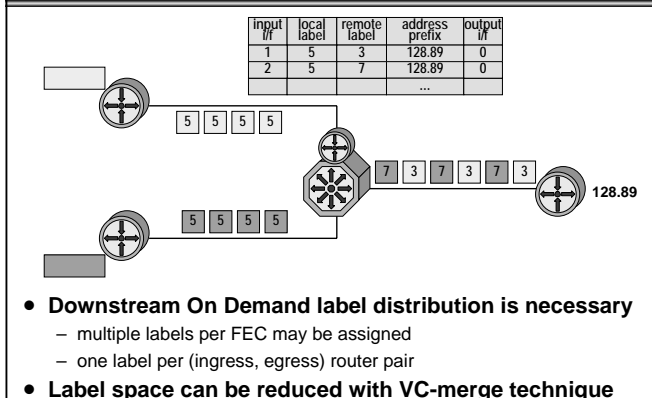 input local remote address output
i/f label label prefix i/f
1 5 3 128.89 0
2 5 7 128.89 0
...
5 5 5 5
7 3 7 3 7 3
128.89
5 5 5 5
• Downstream On Demand label distribution is necessary
– multiple labels per FEC may be assigned
– one label per (ingress, egress) router pair
• Label space can be reduced with VC-merge technique